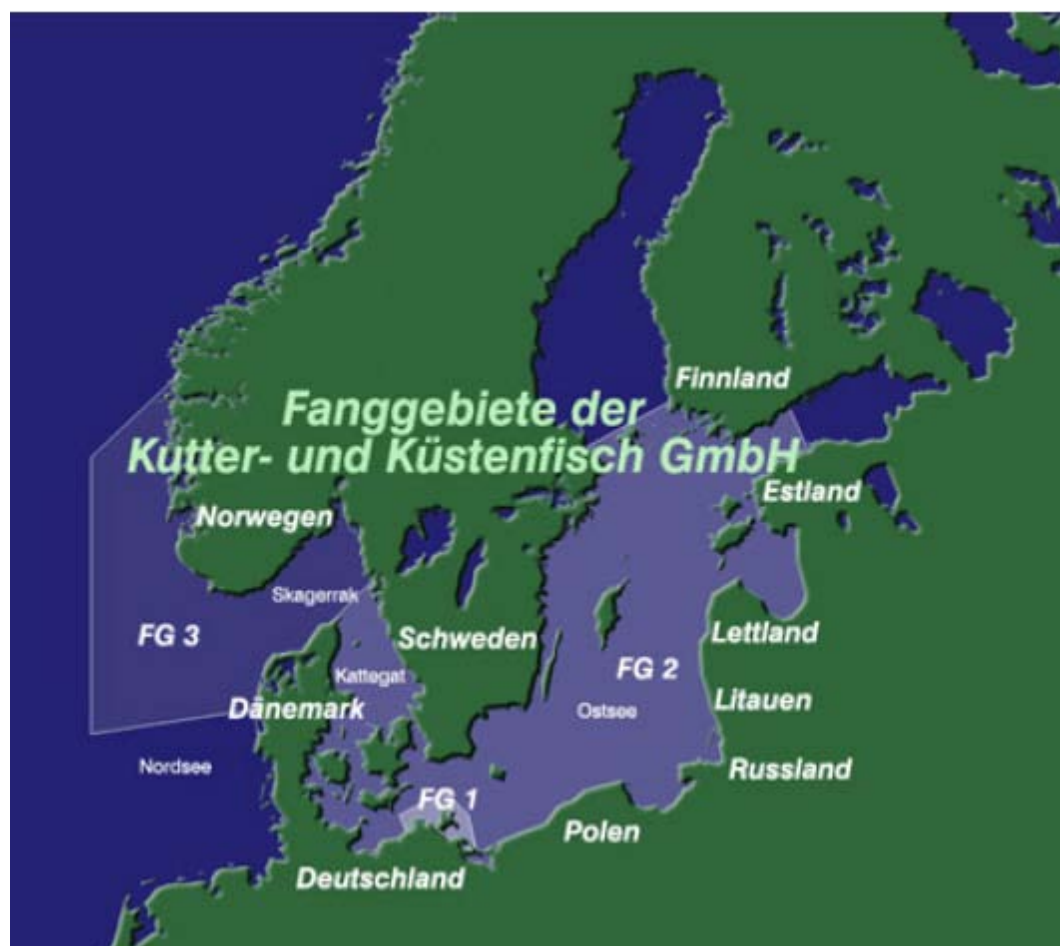 Finnland
Fanggebiete der
Kutter- und Küstenfisch GmbH
Estland
Norwegen
Skagerrak
FG 3
Schweden
Lettland
Kattegat
FG 2
Dänemark
Ostsee
Litauen
Nordsee
Russland
FG 1
Polen
Deutschland